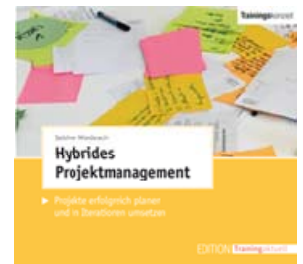 Trainingskonzept
Hybrides
Projektmanagement
▶ Projekte erfolgreich planen
und in Iterationen umsetzen
EDITION Training aktuell